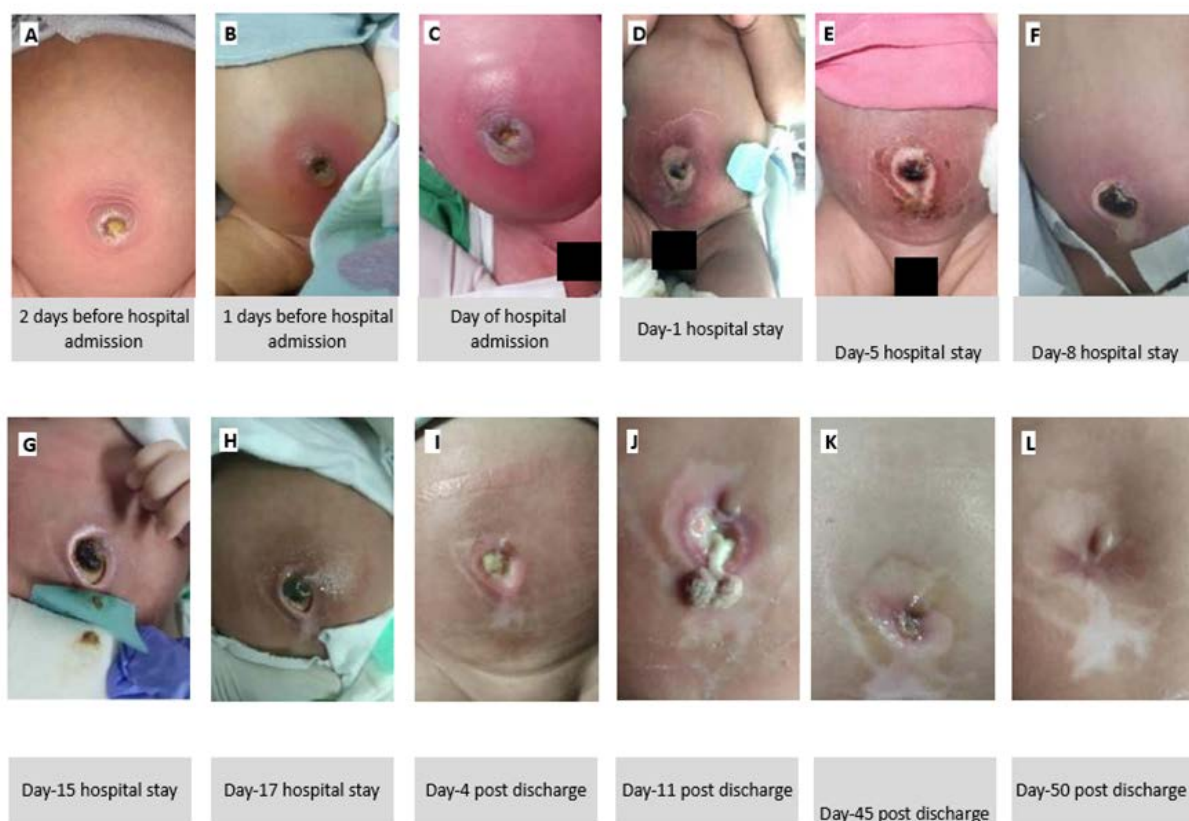 A
B
C
D
E
F
2 days before hospital
admission
1 days before hospital
admission
Day of hospital
admission
Day-1 hospital stay
Day-5 hospital stay
Day-8 hospital stay
G
H
I
J
K
L
Day-15 hospital stay
Day-17 hospital stay
Day-4 post discharge
Day-11 post discharge
Day-45 post discharge
Day-50 post discharge